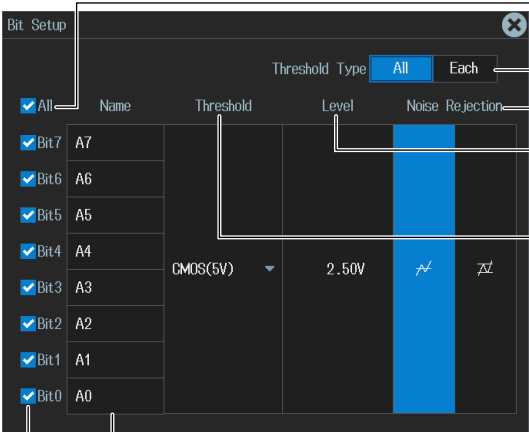 Bit Setup
Threshold Type All Each
All Name Threshold Level Noise Rejection
Bit7 A7
Bit6 A6
Bit5 A5
Bit4 A4
CMOS(5V) 2.50V
Bit3 A3
Bit2 A2
Bit1 A1
Bit0 A0